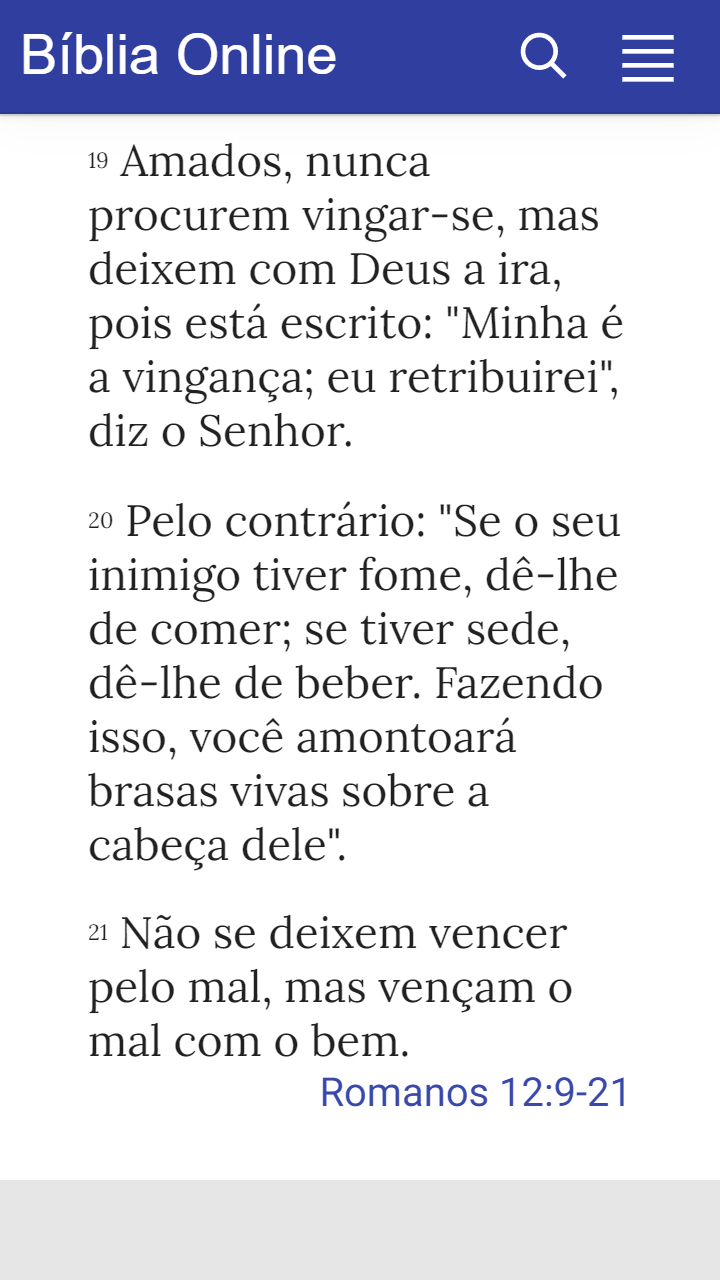 Bíblia Online
19 Amados, nunca
procurem vingar-se, mas
deixem com Deus a ira,
pois está escrito: "Minha é
a vingança; eu retribuirei",
diz o Senhor.
20 Pelo contrário: "Se o seu
inimigo tiver fome, dê-lhe
de comer; se tiver sede,
dê-lhe de beber. Fazendo
isso, você amontoará
brasas vivas sobre a
cabeça dele".
21 Não se deixem vencer
pelo mal, mas vençam o
mal com o bem.
Romanos 12:9-21